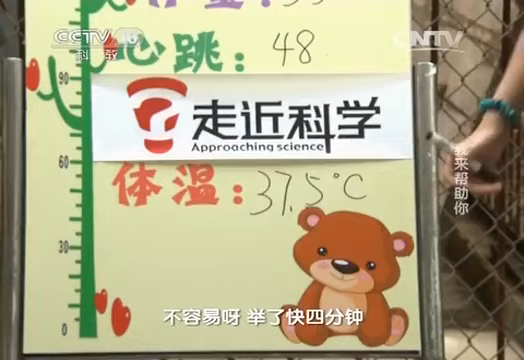 CCTV 10
科 教
CNTV
心跳：48
90
走近科学
Approaching science
60
体温：37.5°C
30
0
我来帮助你
不容易呀 举了快四分钟